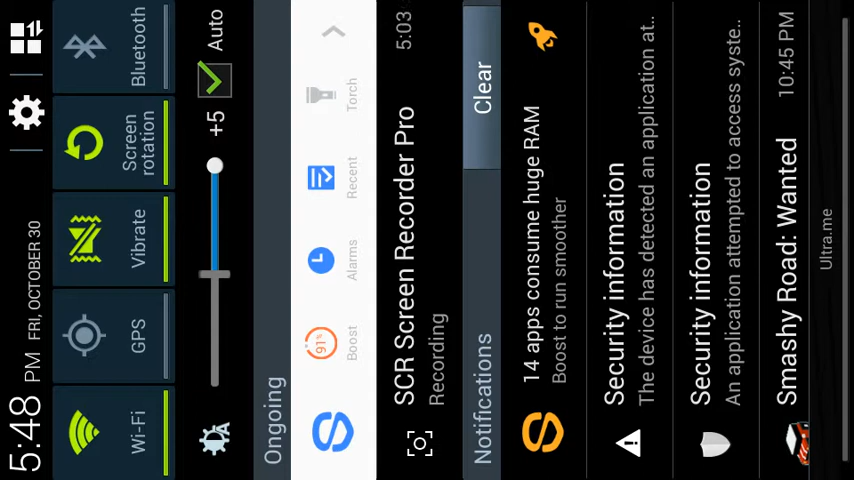 5:48 PM FRI, OCTOBER 30
Wi-Fi
GPS
Vibrate
Screen
rotation
Bluetooth
+5
Auto
Ongoing
91%
Boost
Alarms
Recent
Torch
SCR Screen Recorder Pro
5:03
Recording
Notifications
Clear
14 apps consume huge RAM
Boost to run smoother
Security information
The device has detected an application at..
Security information
An application attempted to access syste..
Smashy Road: Wanted
10:45 PM
Ultra.me